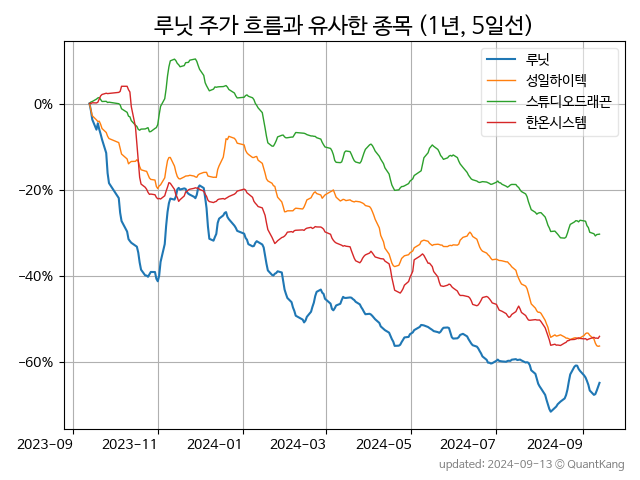 루닛 주가 흐름과 유사한 종목 (1년, 5일선)
루닛
성일하이텍
스튜디오드래곤
한온시스템
0%
−20%
−40%
−60%
2023−09 2023−11 2024−01 2024−03 2024−05 2024−07 2024−09
updated: 2024-09-13 © QuantKang